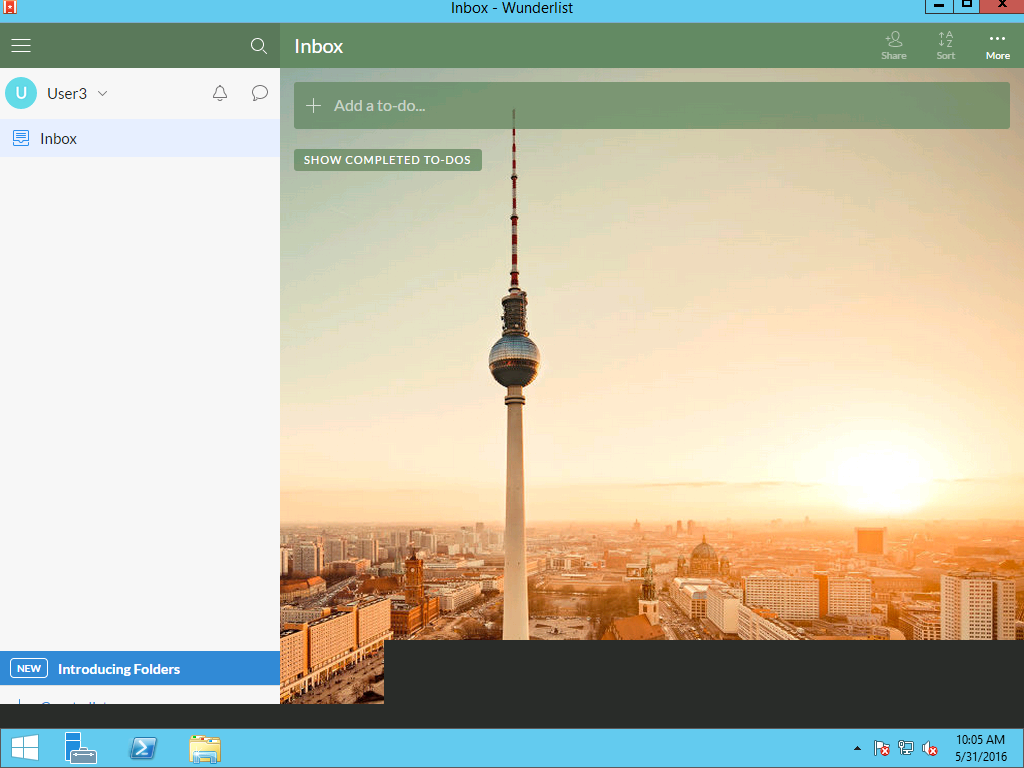 Inbox - Wunderlist
Inbox
Share
Sort
More
U
User3
Inbox
Add a to-do...
SHOW COMPLETED TO-DOS
NEW
Introducing Folders
10:05 AM
5/31/2016